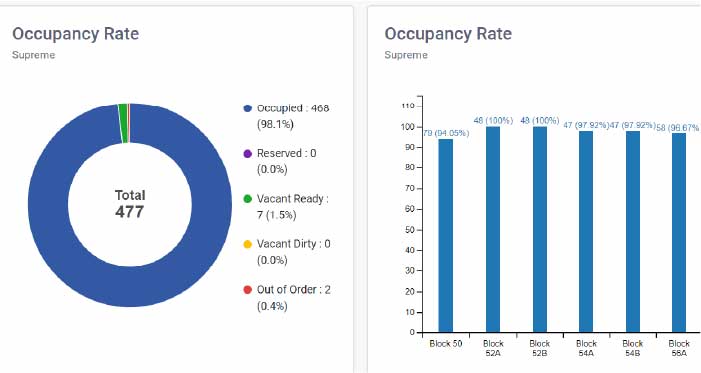 Occupancy Rate
Supreme
Occupied : 468
(98.1%)
Reserved : 0
(0.0%)
Vacant Ready :
7 (1.5%)
Vacant Dirty : 0
(0.0%)
Out of Order : 2
(0.4%)
Total
477
Occupancy Rate
Supreme
110
100
90
80
70
60
50
40
30
20
10
0
79 (94.05%)
48 (100%)
48 (100%)
47 (97.92%)
47 (97.92%)
58 (96.67%)
Block 50
Block
52A
Block
52B
Block
54A
Block
54B
Block
56A